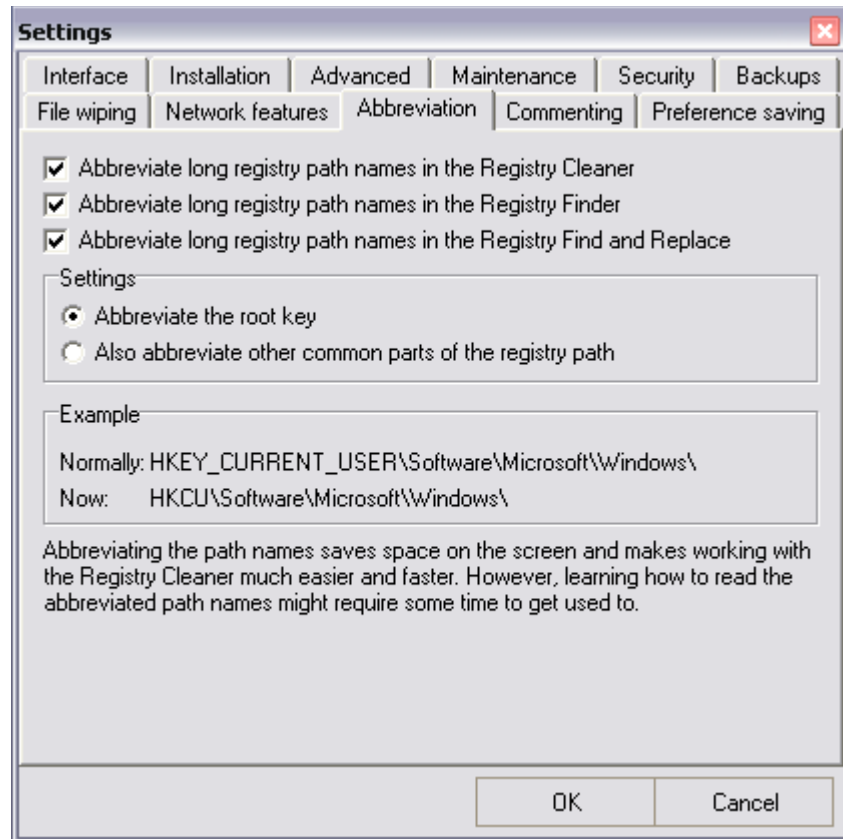 Settings
Interface Installation Advanced Maintenance Security Backups
File wiping Network features Abbreviation Commenting Preference saving
Abbreviate long registry path names in the Registry Cleaner
Abbreviate long registry path names in the Registry Finder
Abbreviate long registry path names in the Registry Find and Replace
Settings
Abbreviate the root key
Also abbreviate other common parts of the registry path
Example
Normally: HKEY_CURRENT_USER\Software\Microsoft\Windows\
Now: HKCU\Software\Microsoft\Windows\
Abbreviating the path names saves space on the screen and makes working with
the Registry Cleaner much easier and faster. However, learning how to read the
abbreviated path names might require some time to get used to.
OK Cancel